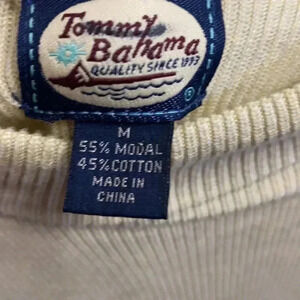 Tommy
Bahama
QUALITY SINCE 1993
®
M
55% MODAL
45% COTTON
MADE IN
CHINA